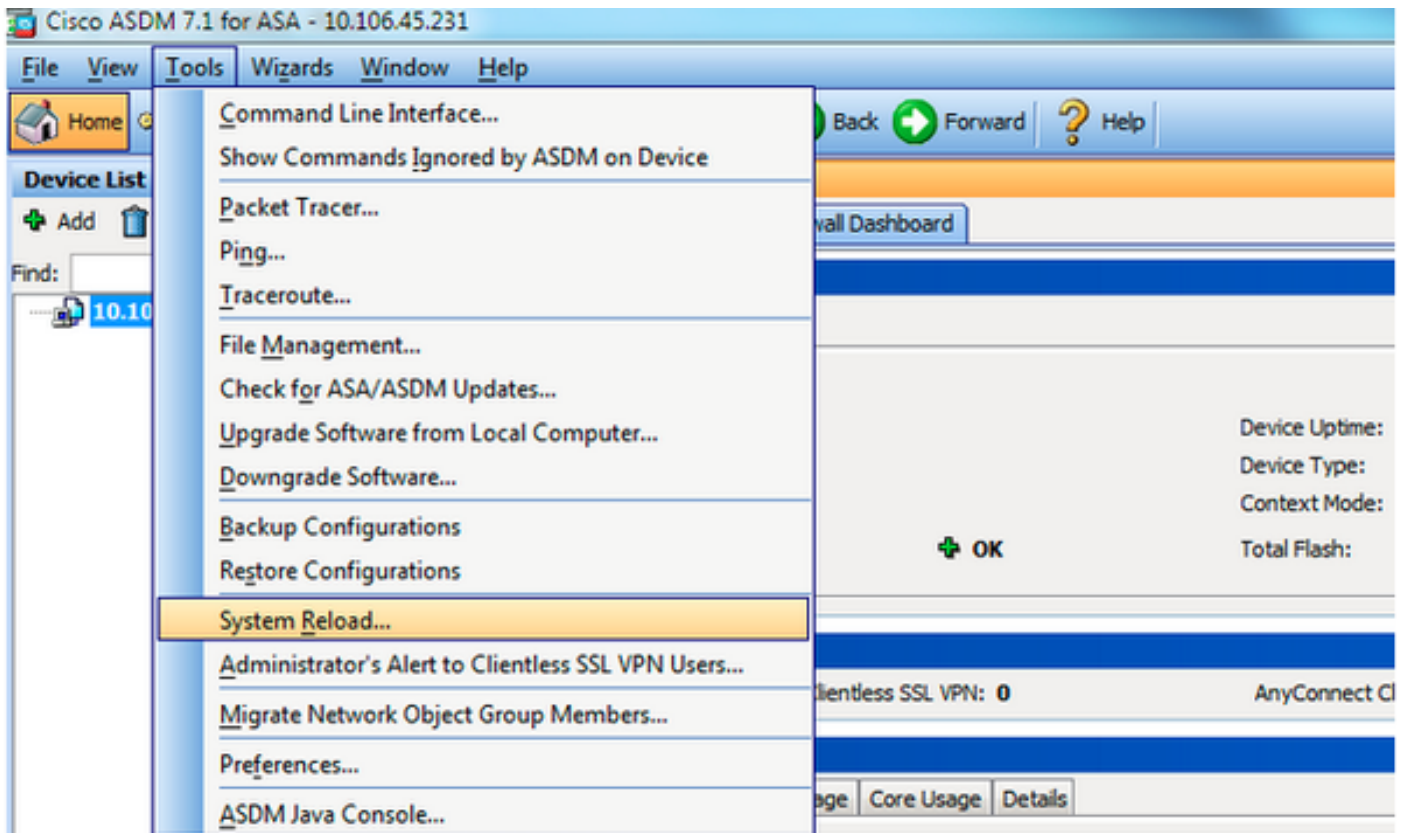 Cisco ASDM 7.1 for ASA - 10.106.45.231
File View Tools Wizards Window Help
Home
Back Forward Help
Device List
Add
Find:
10.10
Command Line Interface...
Show Commands Ignored by ASDM on Device
Packet Tracer...
Ping...
Traceroute...
File Management...
Check for ASA/ASDM Updates...
Upgrade Software from Local Computer...
Downgrade Software...
Backup Configurations
Restore Configurations
System Reload...
Administrator's Alert to Clientless SSL VPN Users...
Migrate Network Object Group Members...
Preferences...
ASDM Java Console...
wall Dashboard
Device Uptime:
Device Type:
Context Mode:
OK Total Flash:
lientless SSL VPN: 0 AnyConnect Cl
age Core Usage Details